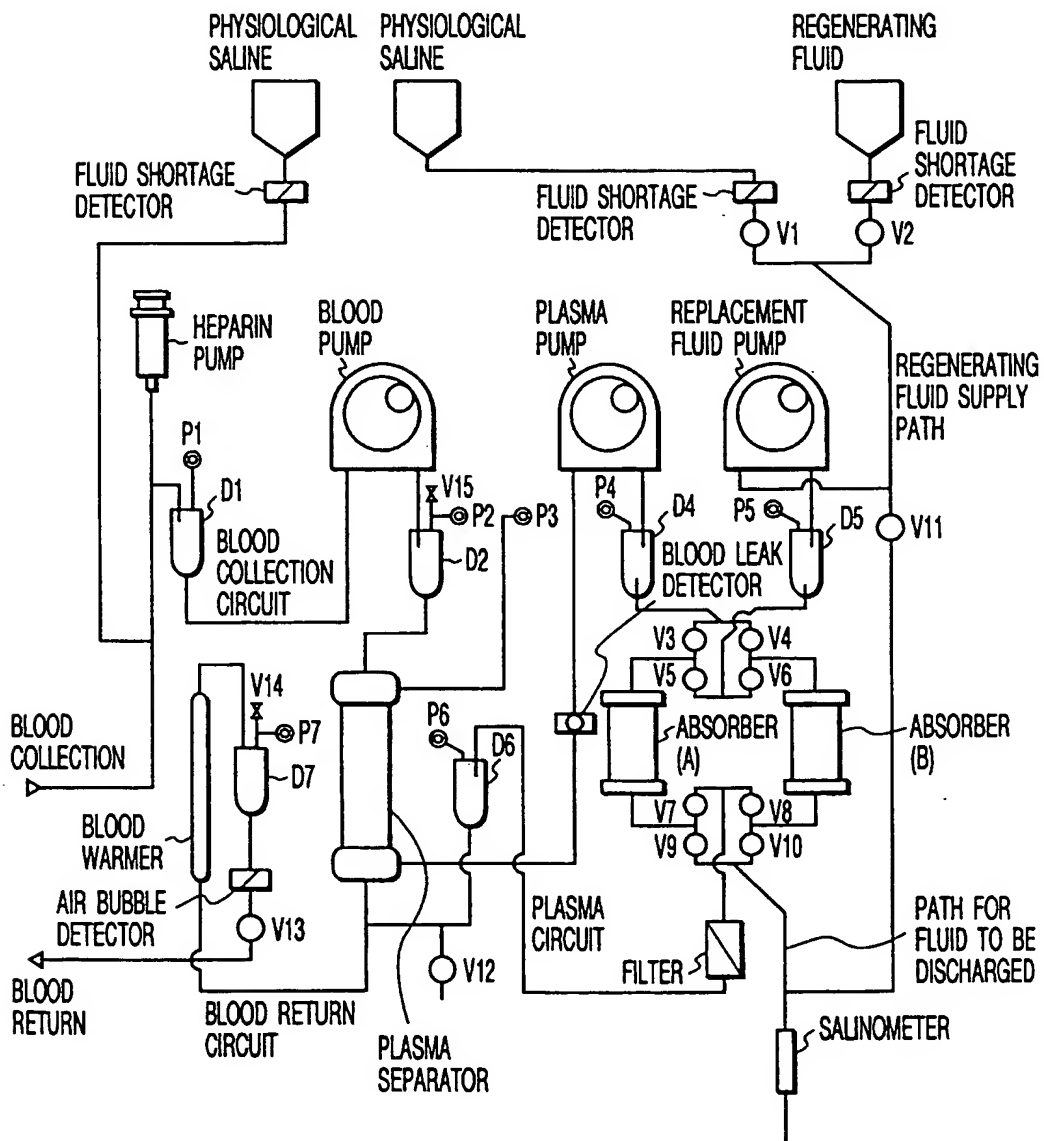 PHYSIOLOGICAL
SALINE
PHYSIOLOGICAL
SALINE
REGENERATING
FLUID
FLUID SHORTAGE
DETECTOR
FLUID SHORTAGE
DETECTOR
FLUID
SHORTAGE
DETECTOR
V1
V2
HEPARIN
PUMP
BLOOD
PUMP
PLASMA
PUMP
REPLACEMENT
FLUID PUMP
REGENERATING
FLUID SUPPLY
PATH
P1
D1
V15
P2
P3
D2
P4
D4
P5
D5
V11
BLOOD
COLLECTION
CIRCUIT
BLOOD LEAK
DETECTOR
V3
V4
V5
V6
V14
P7
D7
P6
D6
ABSORBER
(A)
ABSORBER
(B)
BLOOD
COLLECTION
BLOOD
WARMER
V7
V8
V9
V10
AIR BUBBLE
DETECTOR
V13
V12
PLASMA
CIRCUIT
FILTER
PATH FOR
FLUID TO BE
DISCHARGED
BLOOD
RETURN
BLOOD RETURN
CIRCUIT
PLASMA
SEPARATOR
SALINOMETER